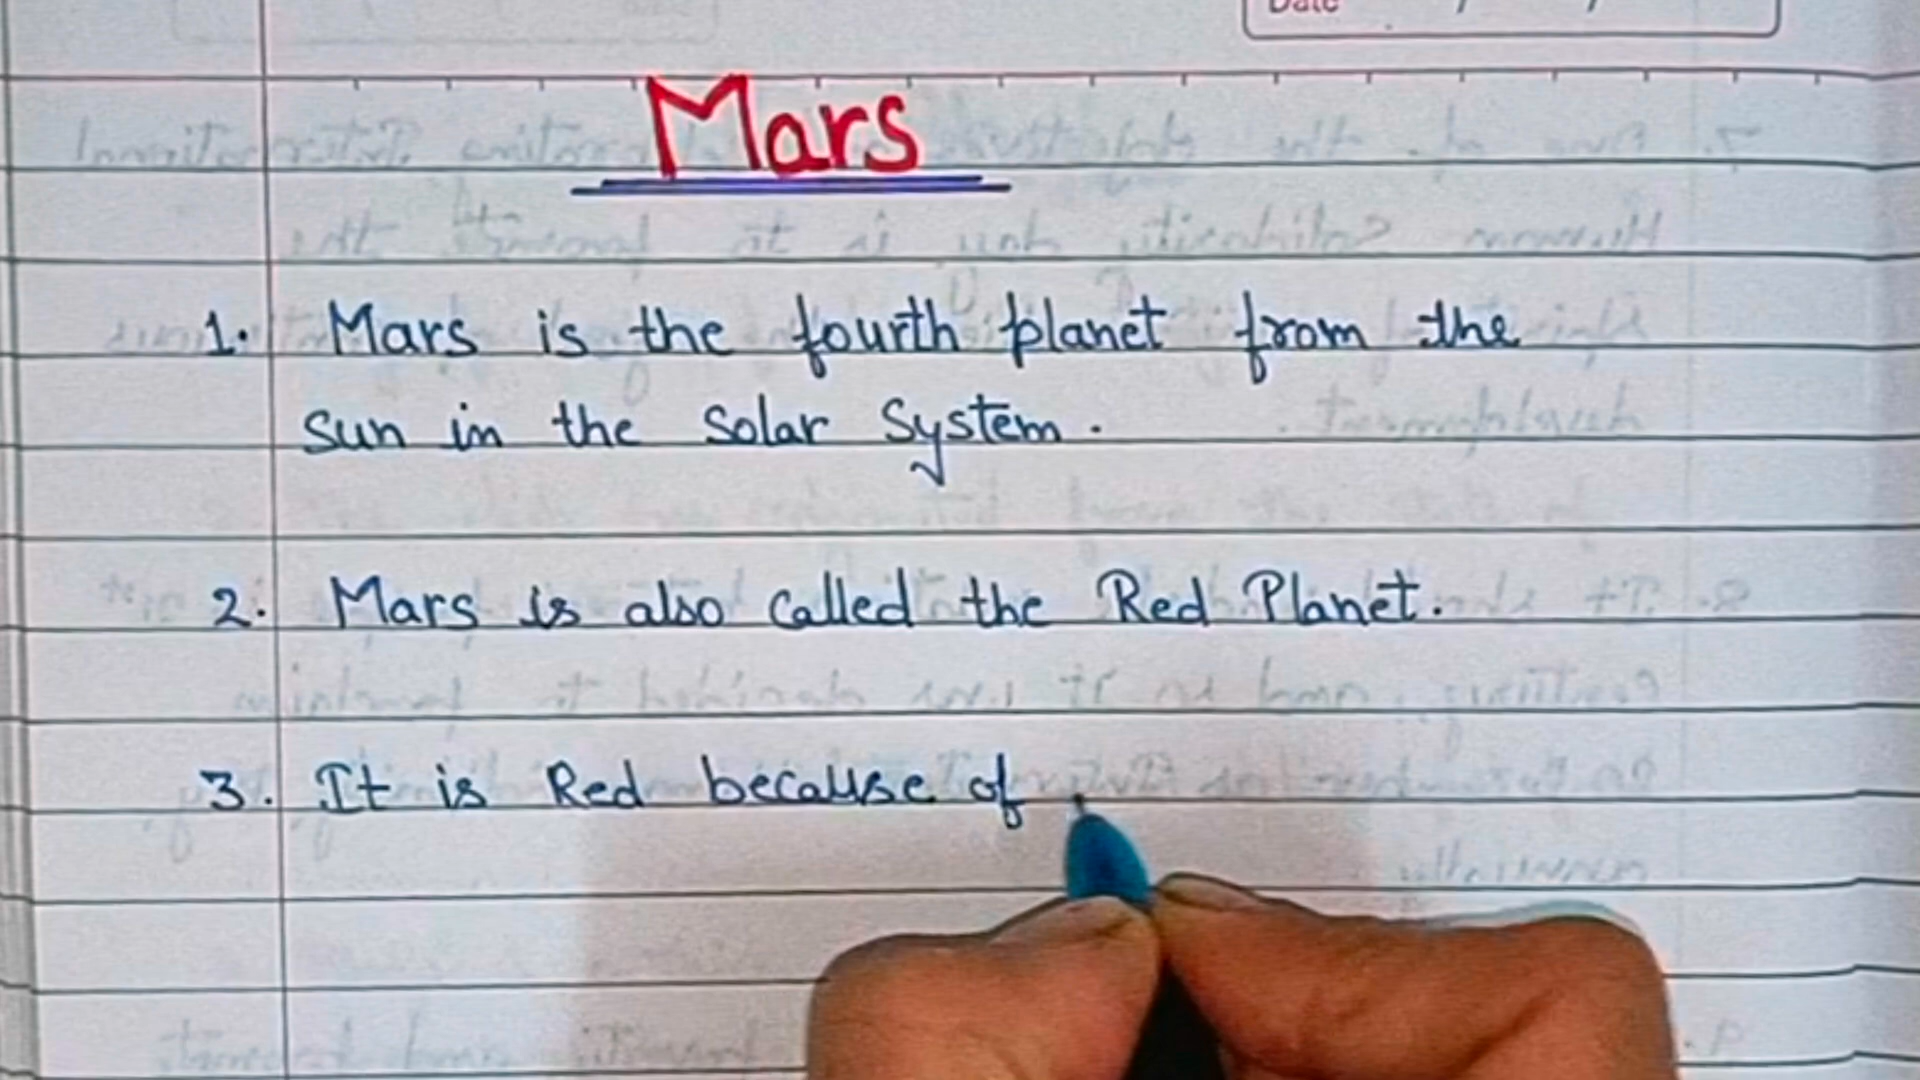 Date / /
Mars
1. Mars is the fourth planet from the
sun in the Solar System.
2. Mars is also called the Red Planet.
3. It is Red because of